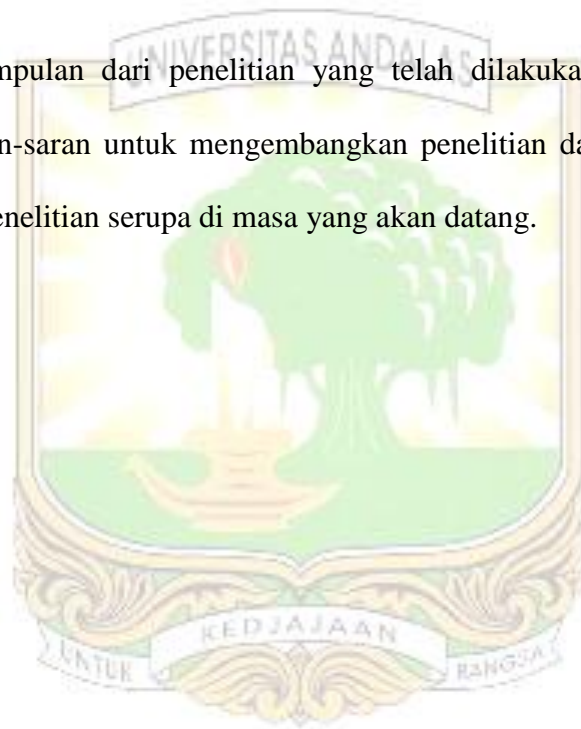 UNIVERSITAS ANDALAS
mpulan dari penelitian yang telah dilakuka
n-saran untuk mengembangkan penelitian da
enelitian serupa di masa yang akan datang.
UNTUK KEDJAJAAN BANGSA